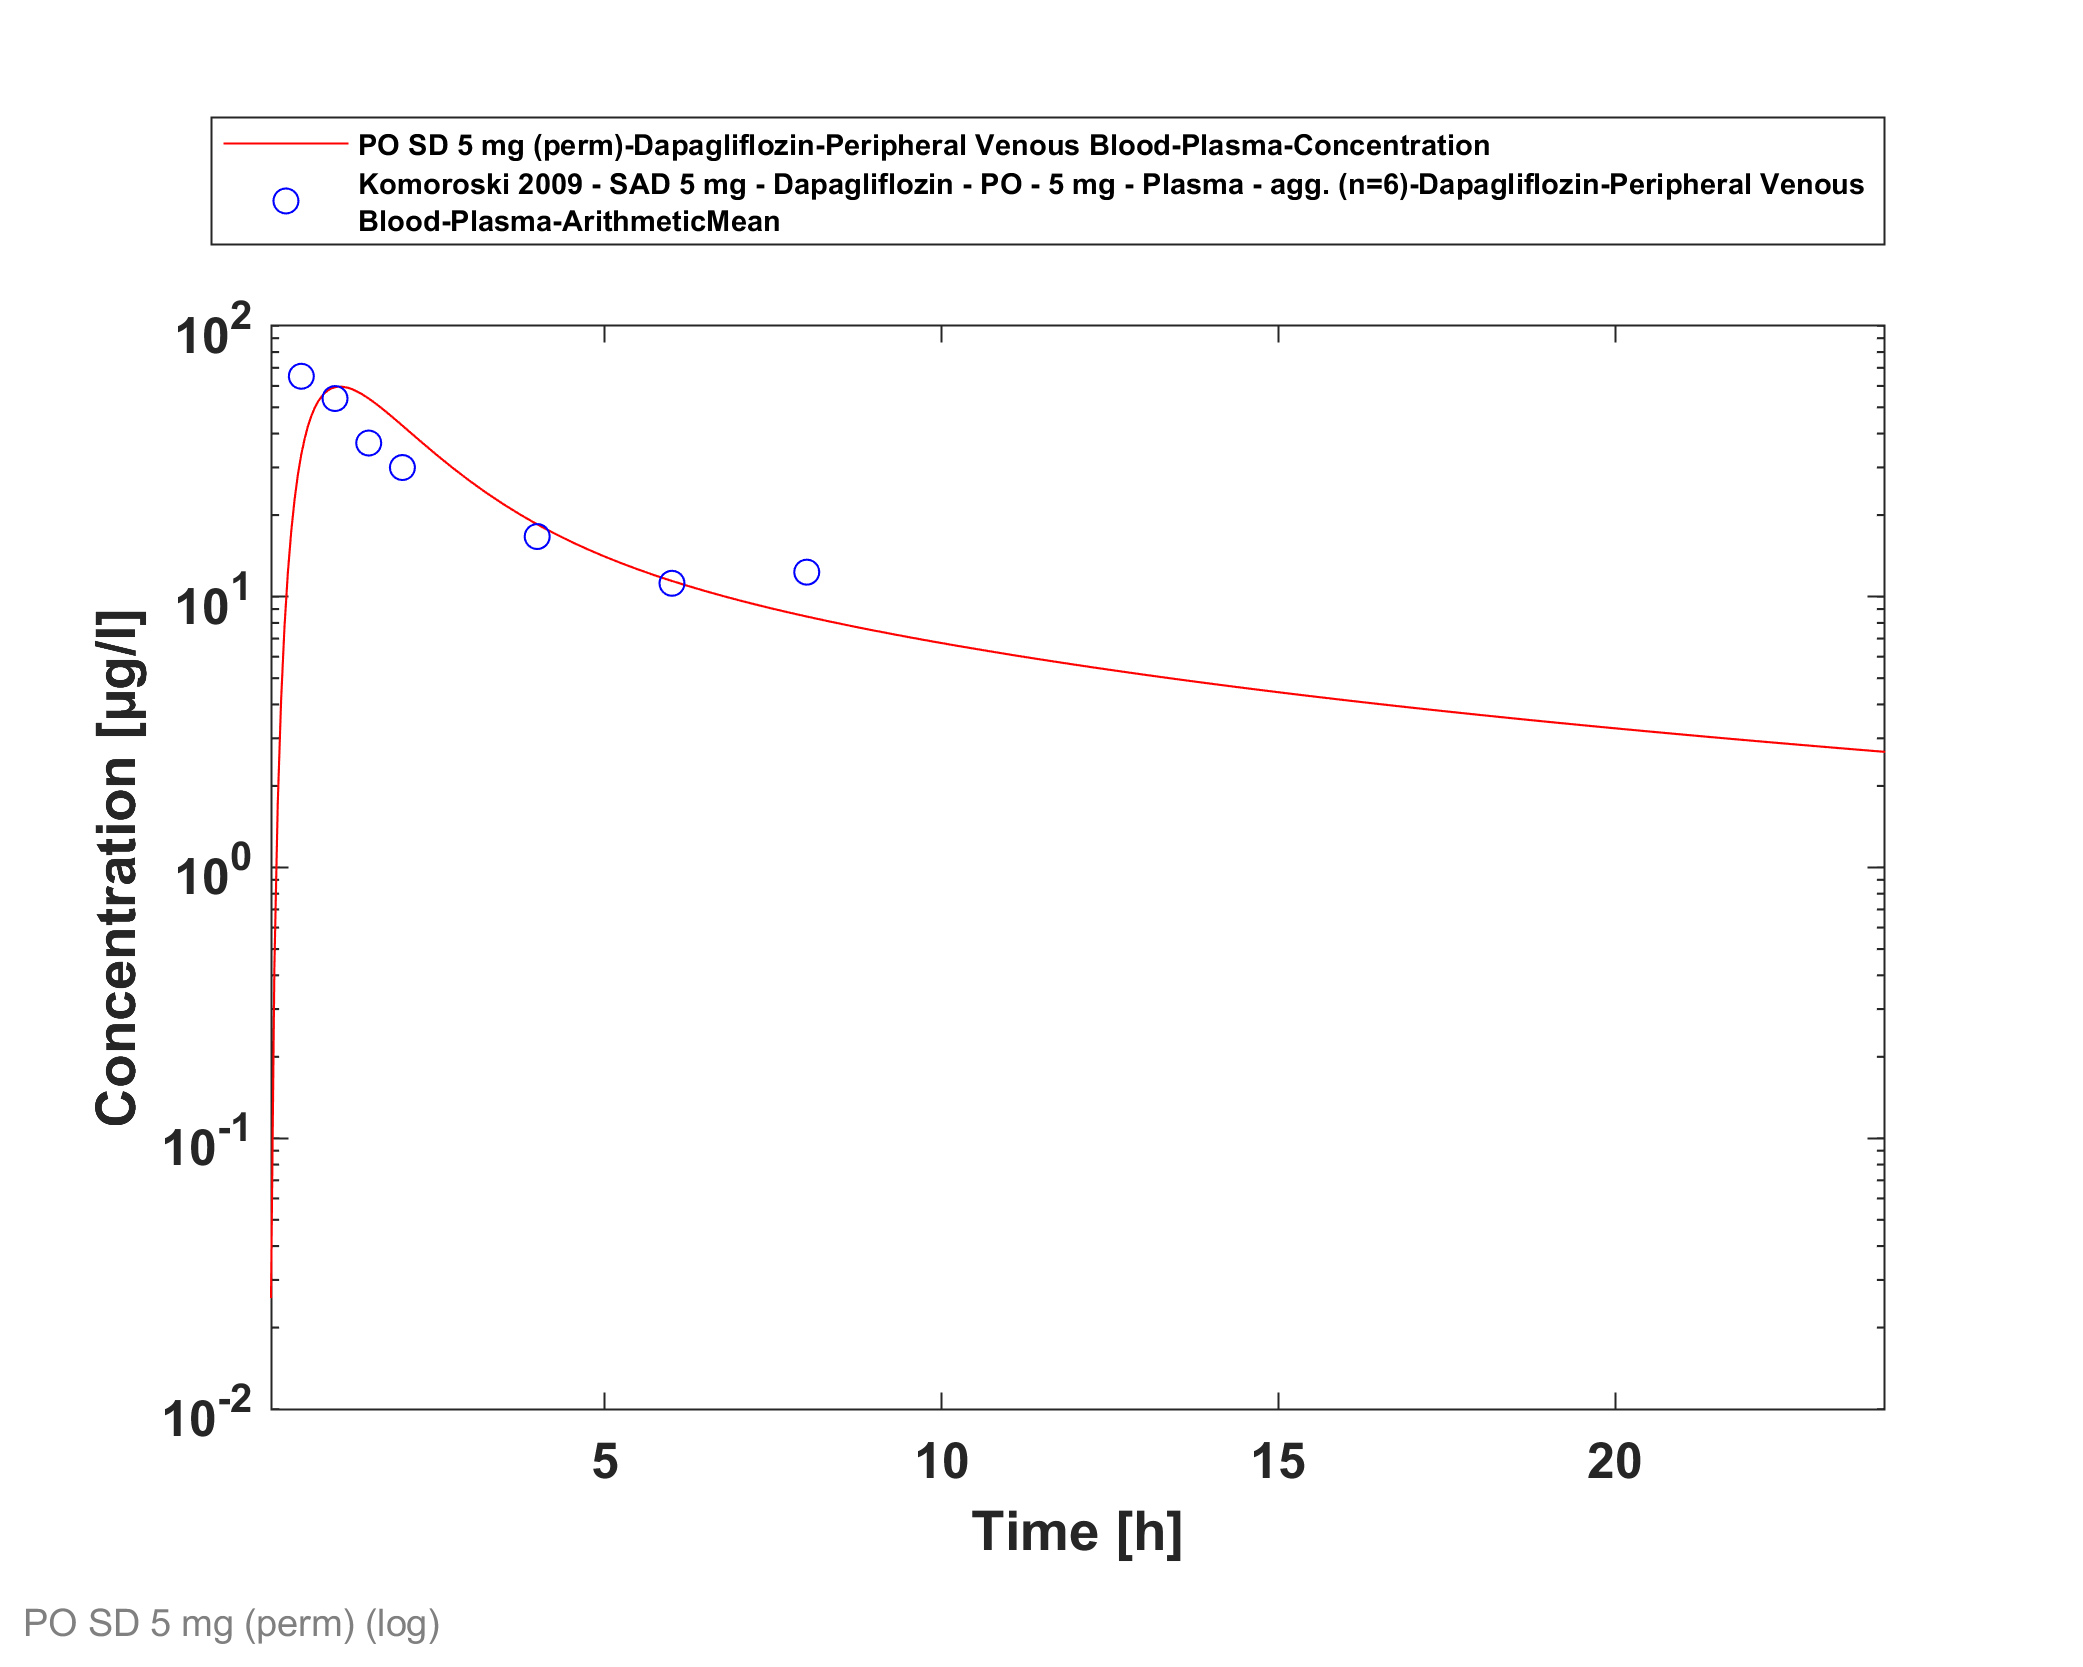 PO SD 5 mg (perm)-Dapagliflozin-Peripheral Venous Blood-Plasma-Concentration
Komoroski 2009 - SAD 5 mg - Dapagliflozin - PO - 5 mg - Plasma - agg. (n=6)-Dapagliflozin-Peripheral Venous
Blood-Plasma-ArithmeticMean
10^2
10^1
10^0
10^-1
10^-2
Concentration [µg/l]
5 10 15 20
Time [h]
PO SD 5 mg (perm) (log)